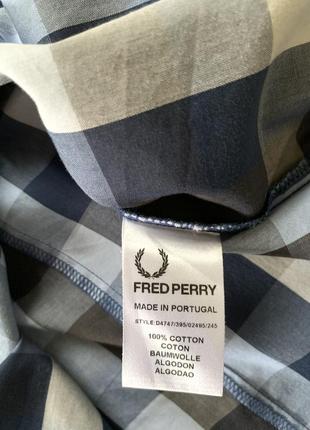 FRED PERRY
MADE IN PORTUGAL
STYLE: D4747/395/02495/245
100% COTTON
COTON
BAUMWOLLE
ALGODON
ALGODAO